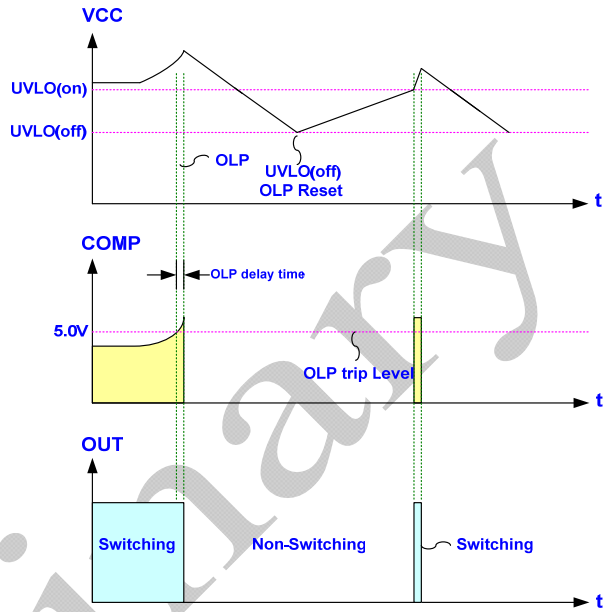 VCC
UVLO(on)
UVLO(off)
OLP
UVLO(off)
OLP Reset
t
COMP
OLP delay time
5.0V
OLP trip Level
t
OUT
Switching
Non-Switching
Switching
t
inary